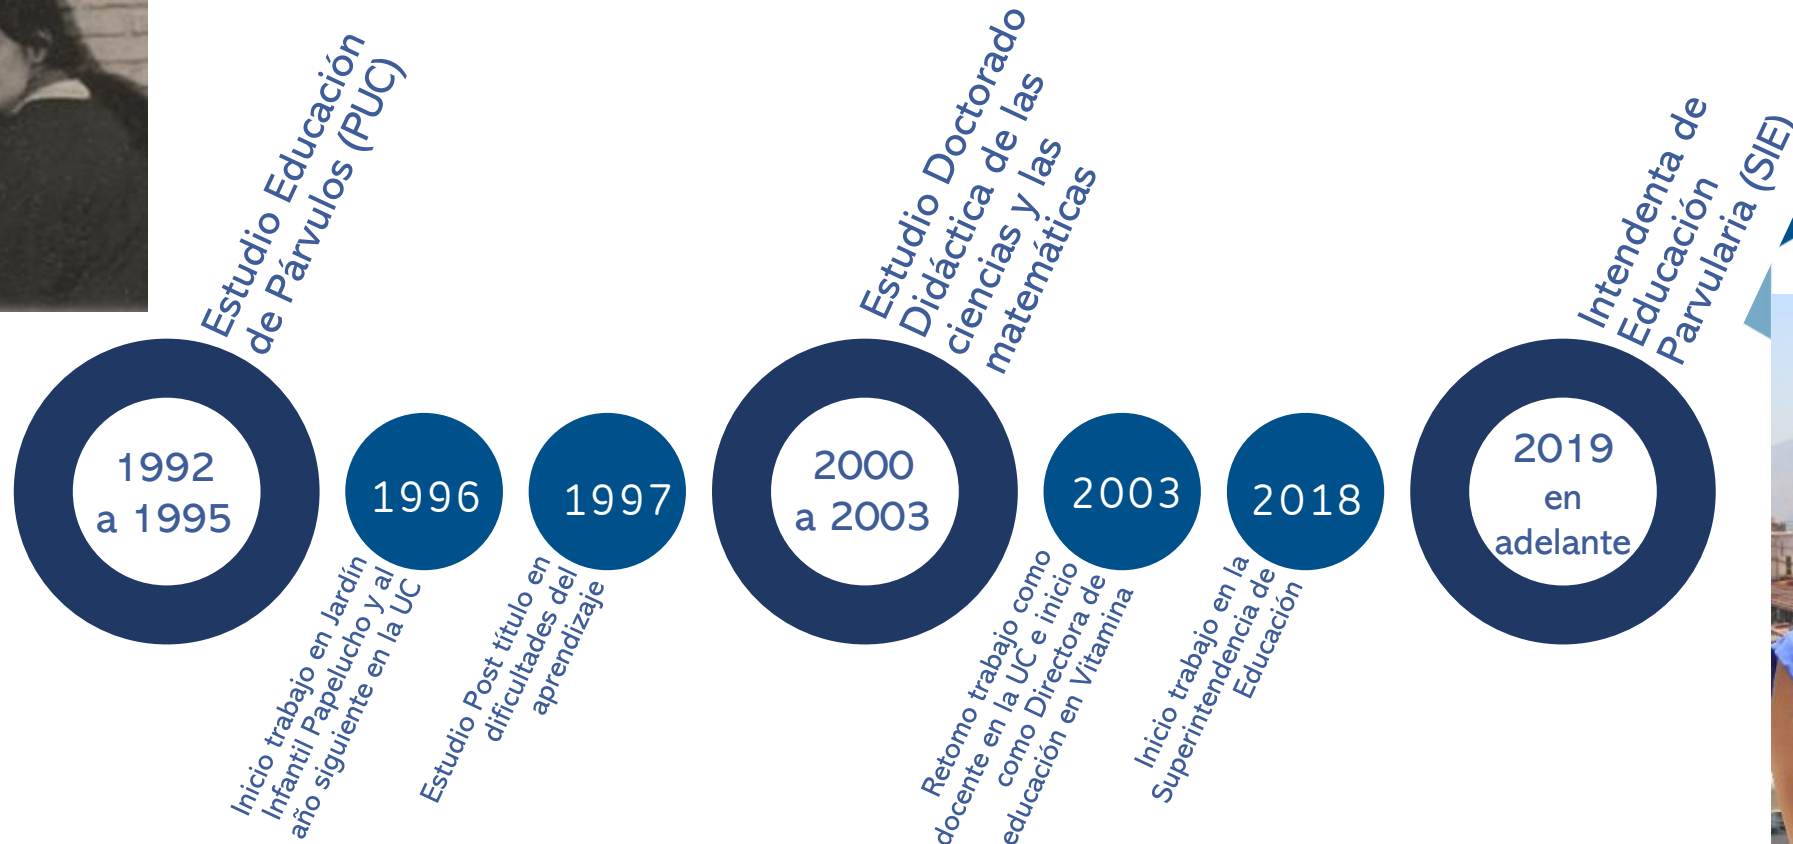 Estudio Educación
de Párvulos (PUC)
1992
a 1995
1996
Inicio trabajo en Jardín
Infantil Papelucho y al
año siguiente en la UC
1997
Estudio Post título en
dificultades del
aprendizaje
Estudio Doctorado
Didáctica de las
ciencias y las
matemáticas
2000
a 2003
2003
Retomo trabajo como
docente en la UC e inicio
como Directora de
educación en Vitamina
2018
Inicio trabajo en la
Superintendencia de
Educación
Intendenta de
Educación
Parvularia (SIE)
2019
en
adelante